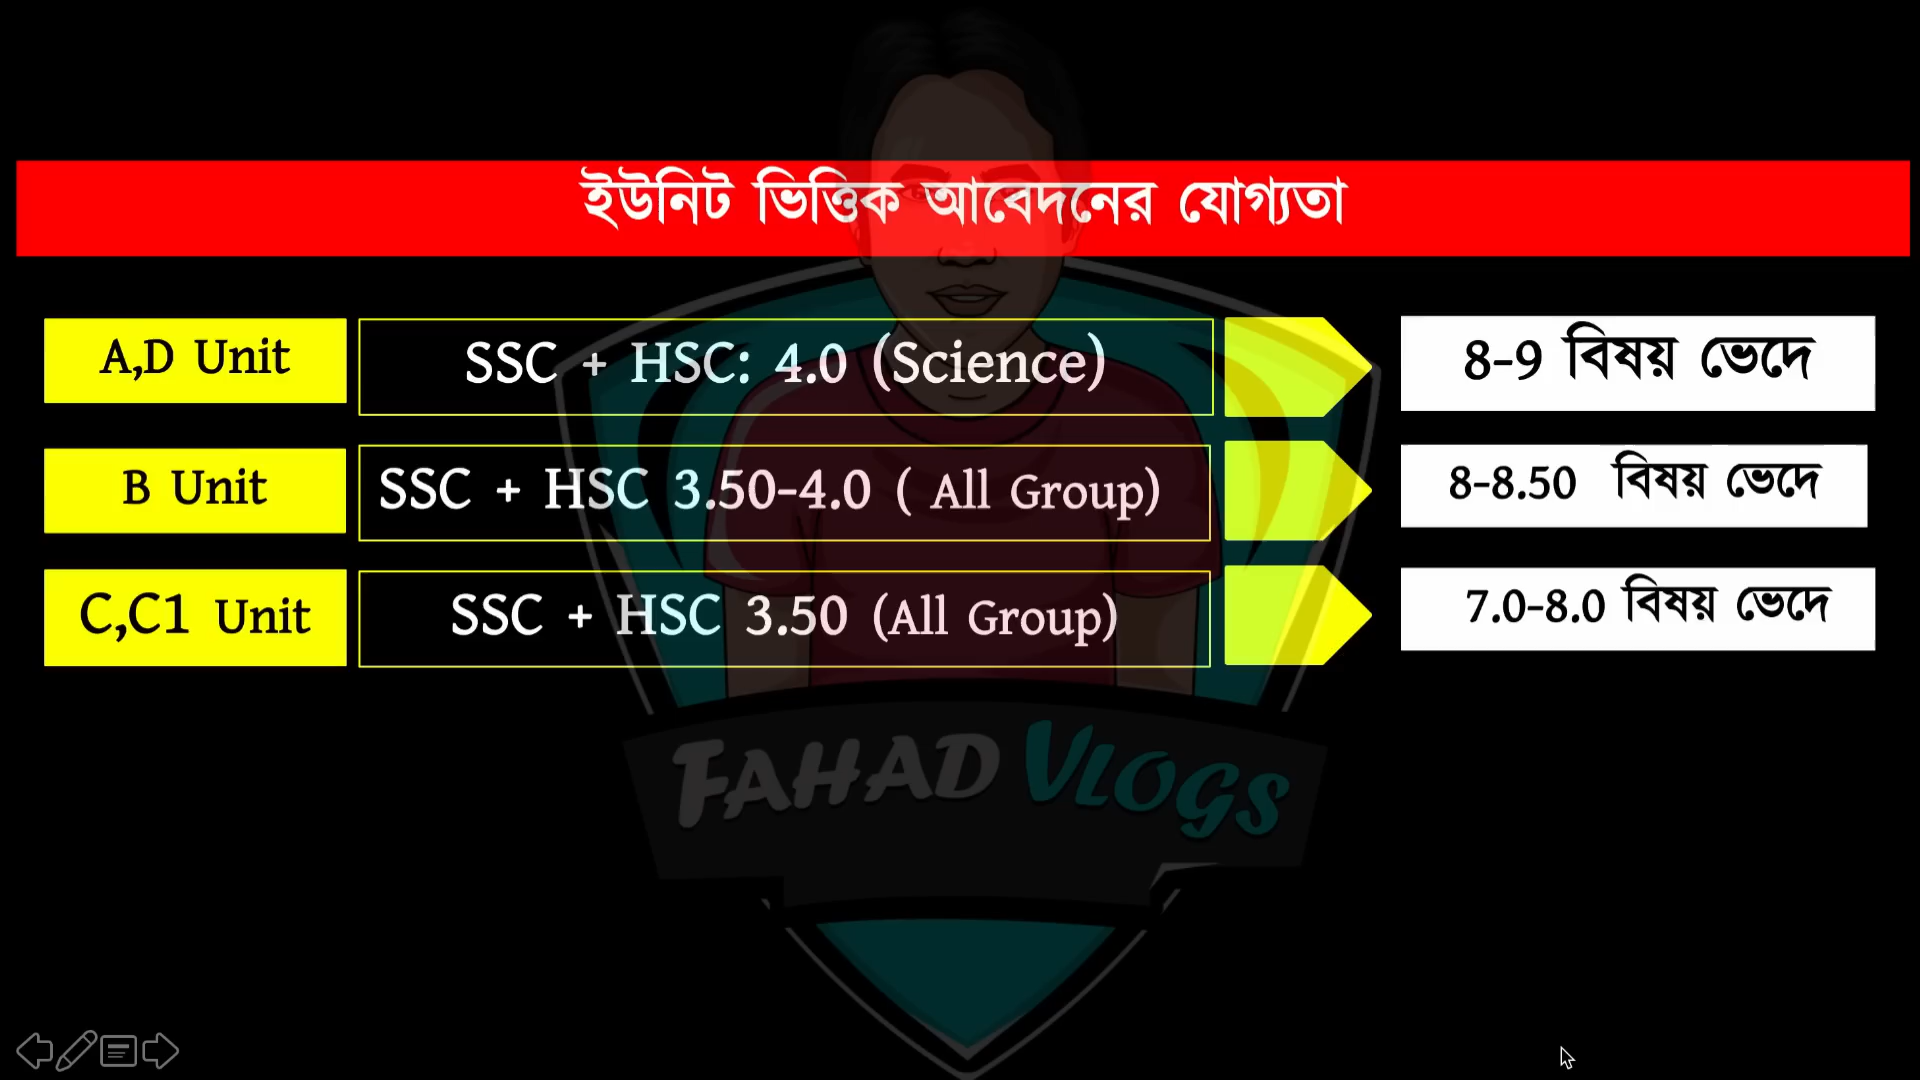 ইউনিট ভিত্তিক আবেদনের যোগ্যতা
A,D Unit SSC + HSC: 4.0 (Science) 8-9 বিষয় ভেদে
B Unit SSC + HSC 3.50-4.0 ( All Group) 8-8.50 বিষয় ভেদে
C,C1 Unit SSC + HSC 3.50 (All Group) 7.0-8.0 বিষয় ভেদে
FAHAD VLOGS